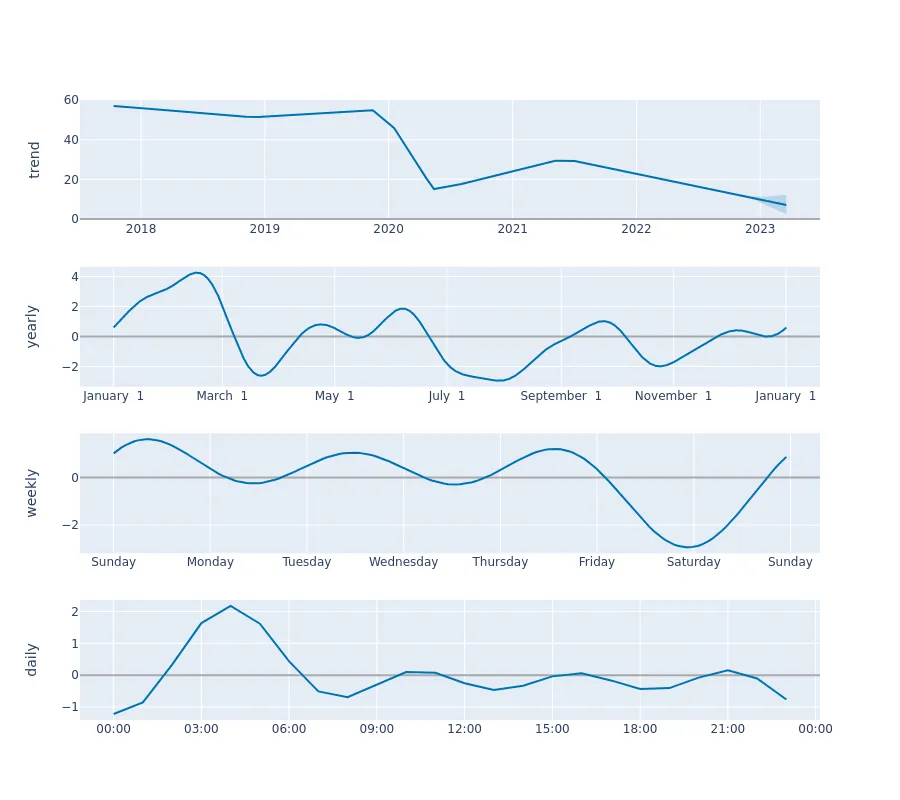 trend
60
40
20
0
2018 2019 2020 2021 2022 2023
yearly
4
2
0
−2
January 1 March 1 May 1 July 1 September 1 November 1 January 1
weekly
0
−2
Sunday Monday Tuesday Wednesday Thursday Friday Saturday Sunday
daily
2
1
0
−1
00:00 03:00 06:00 09:00 12:00 15:00 18:00 21:00 00:00